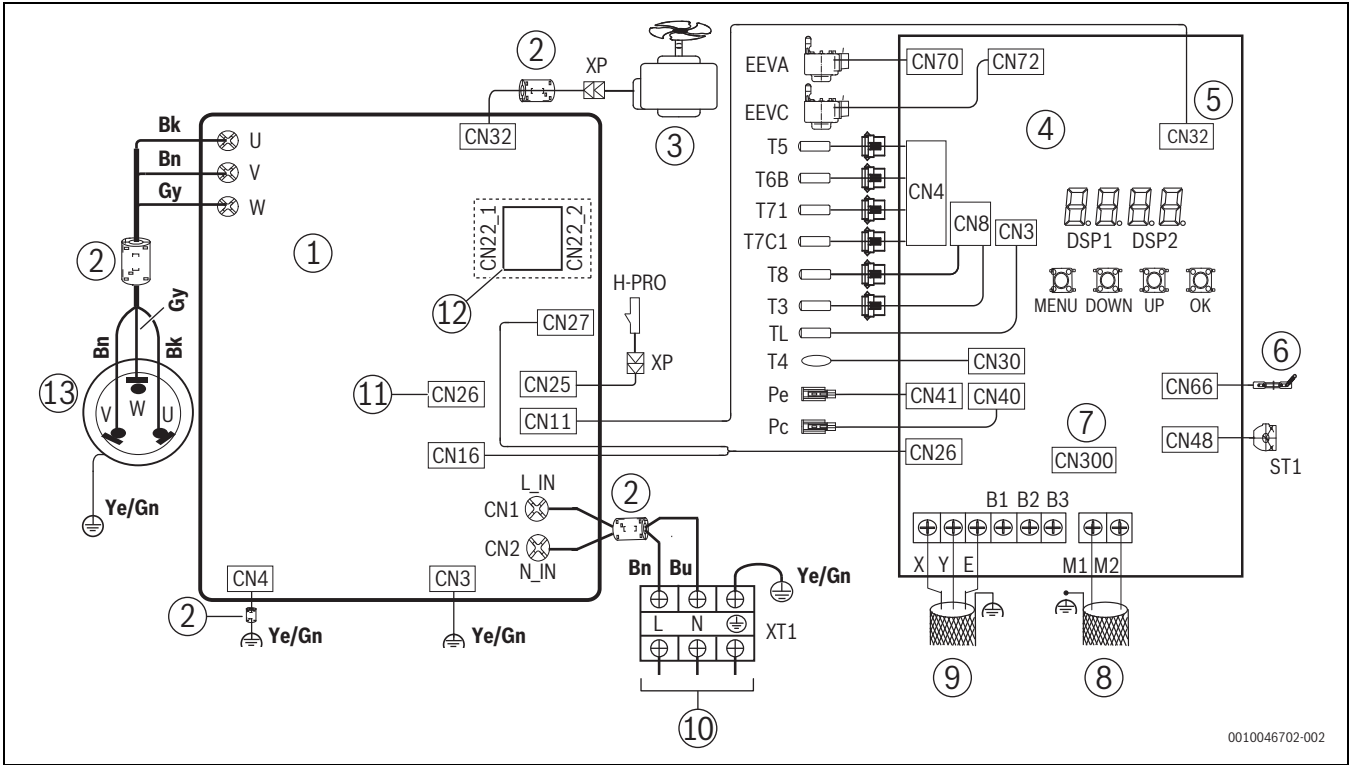 2
XP
3
CN32
Bk
U
Bn
V
Gy
W
2
1
CN22_1
CN22_2
12
H-PRO
XP
CN27
CN25
CN11
11
CN26
CN16
Gy
Bn
Bk
13
V
W
U
Ye/Gn
L_IN
CN1
CN2
N_IN
2
Bn
Bu
Ye/Gn
L
N
XT1
10
CN4
2
Ye/Gn
CN3
Ye/Gn
EEVA
CN70
CN72
EEVC
4
5
CN32
T5
T6B
T71
T7C1
CN4
T8
CN8
CN3
T3
TL
T4
CN30
Pe
CN41
CN40
Pc
CN26
DSP1
DSP2
MENU
DOWN
UP
OK
6
CN66
7
CN300
CN48
ST1
B1
B2
B3
X
Y
E
M1
M2
9
8
0010046702-002